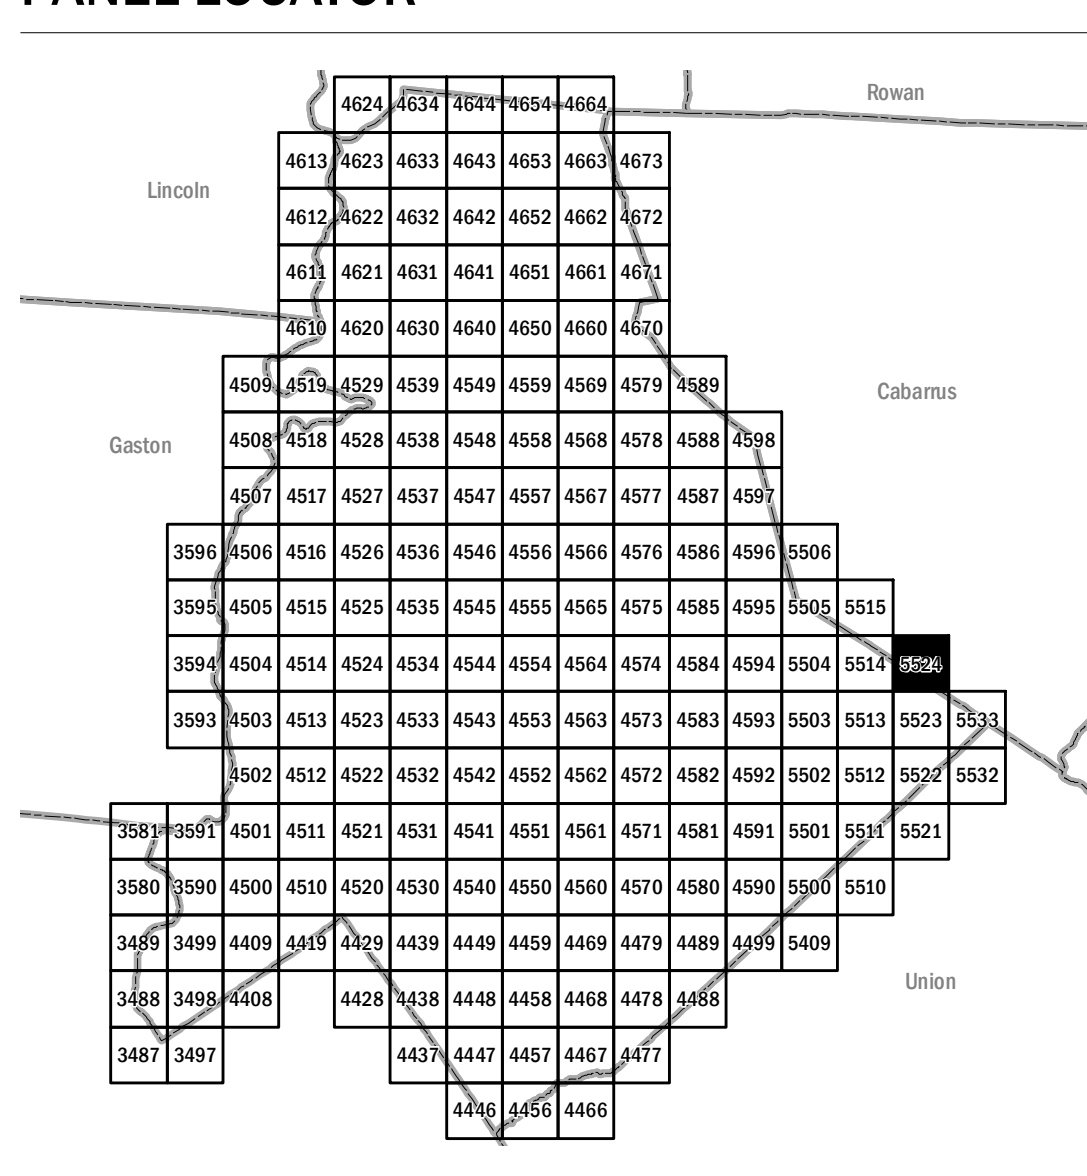 PANEL LOCATOR
Rowan
4624 4634 4644 4654 4664
4613 4623 4633 4643 4653 4663 4673
Lincoln
4612 4622 4632 4642 4652 4662 4672
4611 4621 4631 4641 4651 4661 4671
4610 4620 4630 4640 4650 4660 4670
4509 4519 4529 4539 4549 4559 4569 4579 4589
Cabarrus
Gaston
4508 4518 4528 4538 4548 4558 4568 4578 4588 4598
4507 4517 4527 4537 4547 4557 4567 4577 4587 4597
3596 4506 4516 4526 4536 4546 4556 4566 4576 4586 4596 5506
3595 4505 4515 4525 4535 4545 4555 4565 4575 4585 4595 5505 5515
3594 4504 4514 4524 4534 4544 4554 4564 4574 4584 4594 5504 5514 5524
3593 4503 4513 4523 4533 4543 4553 4563 4573 4583 4593 5503 5513 5523 5533
4502 4512 4522 4532 4542 4552 4562 4572 4582 4592 5502 5512 5522 5532
3581 3591 4501 4511 4521 4531 4541 4551 4561 4571 4581 4591 5501 5511 5521
3580 3590 4500 4510 4520 4530 4540 4550 4560 4570 4580 4590 5500 5510
3489 3499 4409 4419 4429 4439 4449 4459 4469 4479 4489 4499 5409
Union
3488 3498 4408 4428 4438 4448 4458 4468 4478 4488
3487 3497 4437 4447 4457 4467 4477
4446 4456 4466